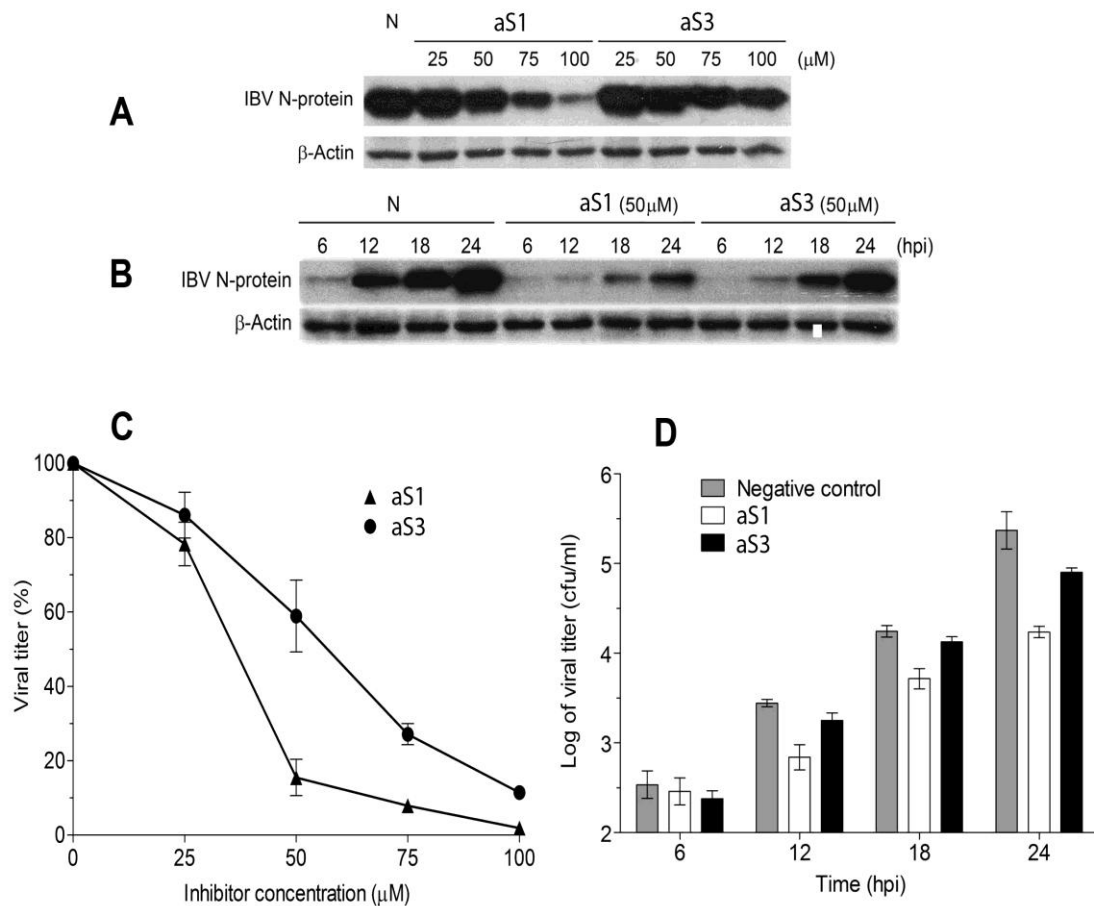 N aS1 aS3
25 50 75 100 25 50 75 100 (μM)
IBV N-protein
A
β-Actin
N aS1 (50μM) aS3 (50μM)
6 12 18 24 6 12 18 24 6 12 18 24 (hpi)
B
IBV N-protein
β-Actin
C
Viral titer (%)
100
80
60
40
20
0
aS1
aS3
0 25 50 75 100
Inhibitor concentration (μM)
D
Log of viral titer (cfu/ml)
6
5
4
3
2
Negative control
aS1
aS3
6 12 18 24
Time (hpi)